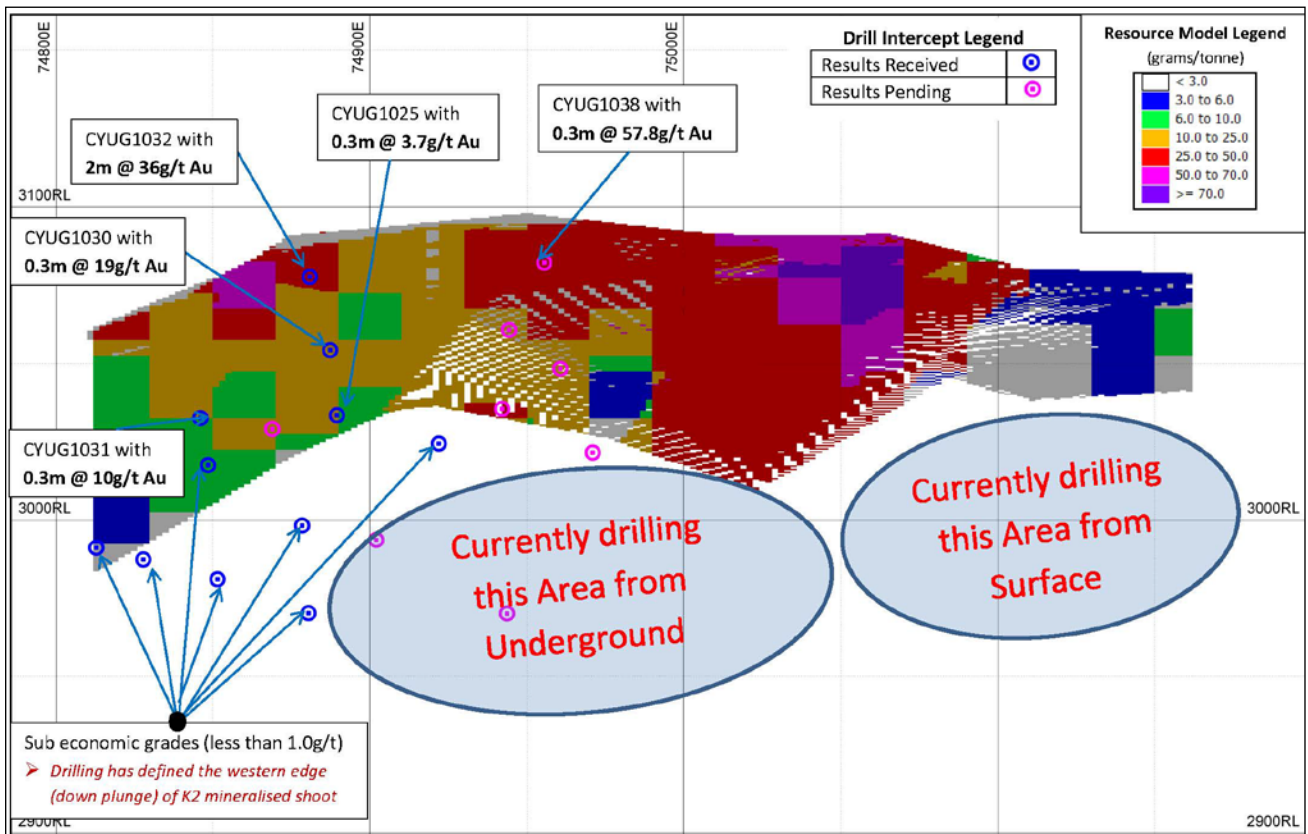 74800E
74900E
75000E
Drill Intercept Legend
Results Received
Results Pending
Resource Model Legend
(grams/tonne)
< 3.0
3.0 to 6.0
6.0 to 10.0
10.0 to 25.0
25.0 to 50.0
50.0 to 70.0
>= 70.0
CYUG1032 with
2m @ 36g/t Au
CYUG1025 with
0.3m @ 3.7g/t Au
CYUG1038 with
0.3m @ 57.8g/t Au
3100RL
3100RL
CYUG1030 with
0.3m @ 19g/t Au
CYUG1031 with
0.3m @ 10g/t Au
3000RL
3000RL
Currently drilling
this Area from
Underground
Currently drilling
this Area from
Surface
Sub economic grades (less than 1.0g/t)
➢ Drilling has defined the western edge
(down plunge) of K2 mineralised shoot
2900RL
2900RL